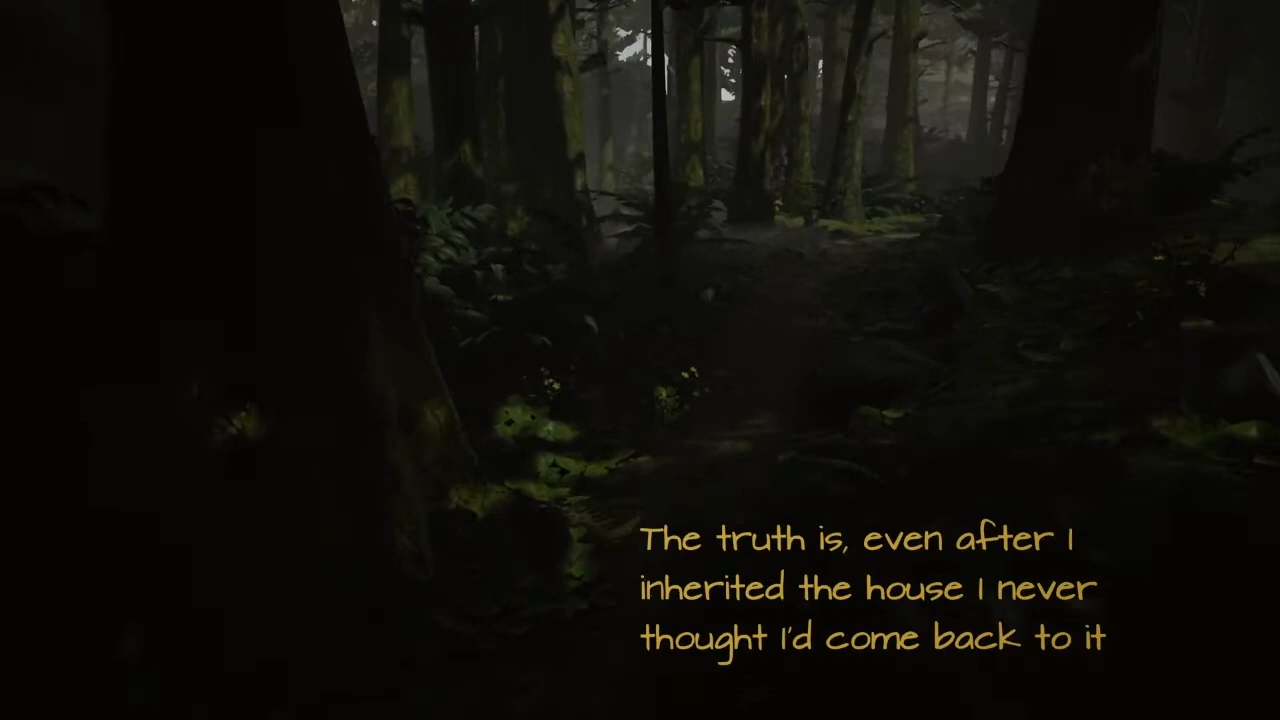 The truth is, even after I
inherited the house I never
thought I'd come back to it